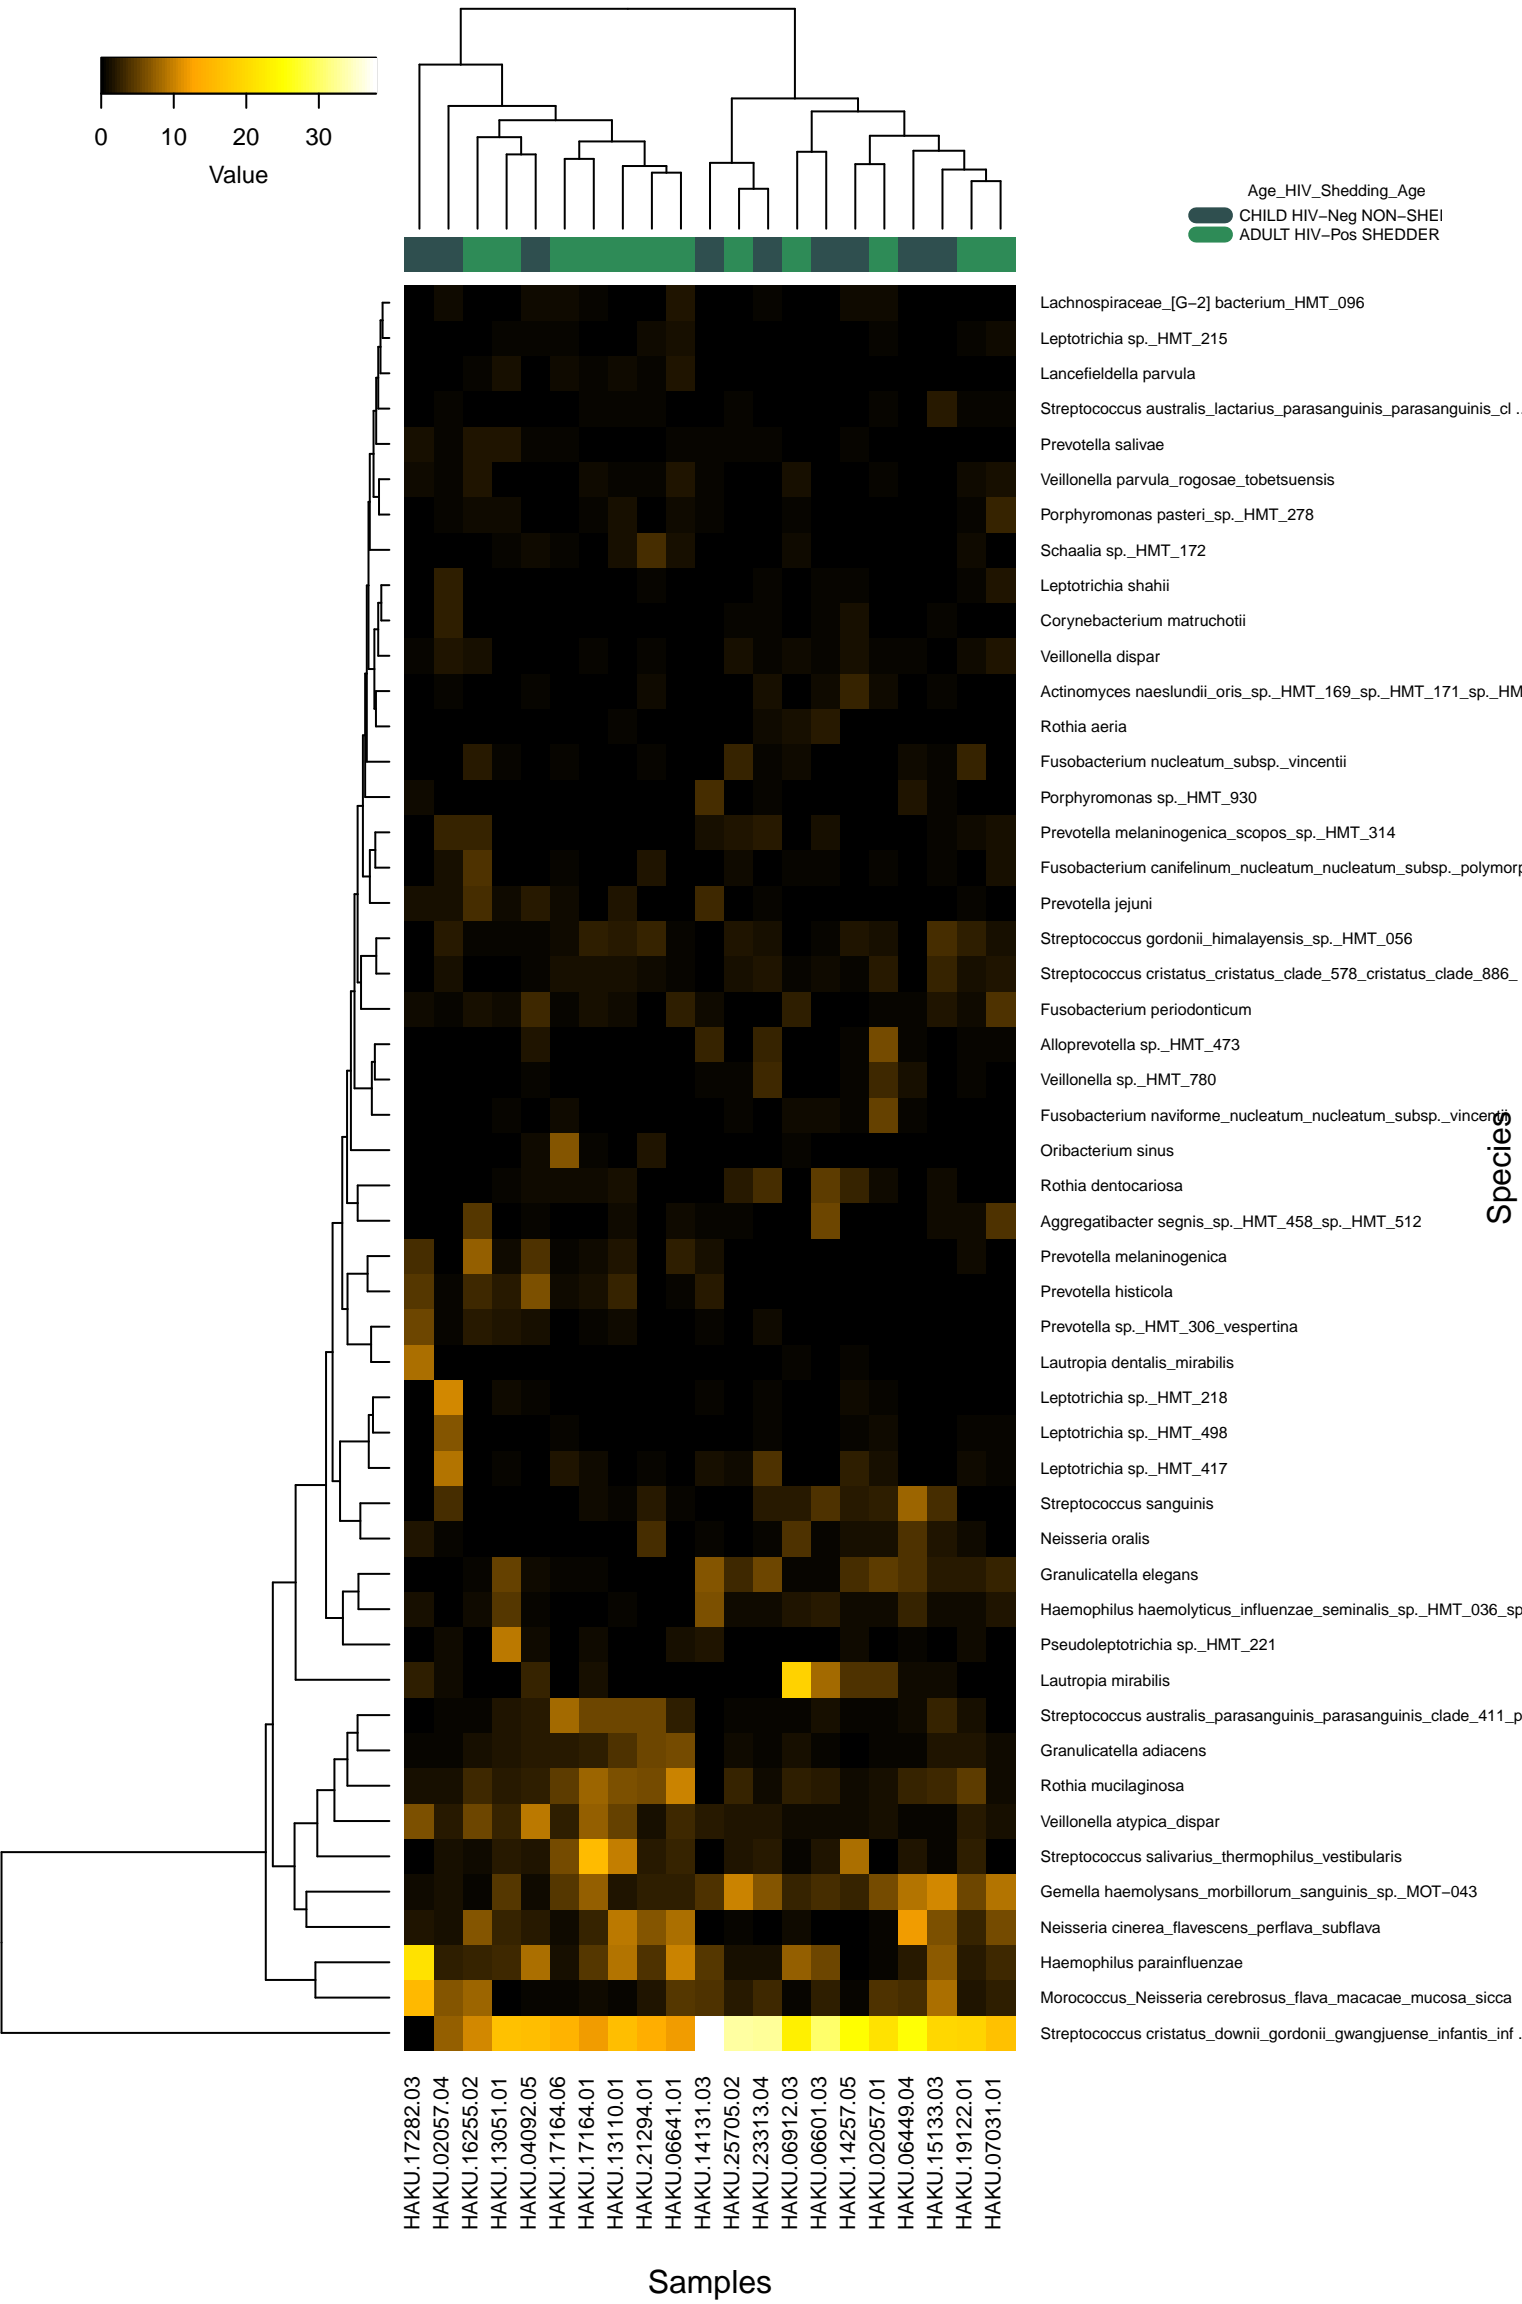 0 10 20 30
Value
Age_HIV_Shedding_Age
CHILD HIV−Neg NON−SHEI
ADULT HIV−Pos SHEDDER
Lachnospiraceae_[G−2] bacterium_HMT_096
Leptotrichia sp._HMT_215
Lancefieldella parvula
Streptococcus australis_lactarius_parasanguinis_parasanguinis_cl ..
Prevotella salivae
Veillonella parvula_rogosae_tobetsuensis
Porphyromonas pasteri_sp._HMT_278
Schaalia sp._HMT_172
Leptotrichia shahii
Corynebacterium matruchotii
Veillonella dispar
Actinomyces naeslundii_oris_sp._HMT_169_sp._HMT_171_sp._HM
Rothia aeria
Fusobacterium nucleatum_subsp._vincentii
Porphyromonas sp._HMT_930
Prevotella melaninogenica_scopos_sp._HMT_314
Fusobacterium canifelinum_nucleatum_nucleatum_subsp._polymorp
Prevotella jejuni
Streptococcus gordonii_himalayensis_sp._HMT_056
Streptococcus cristatus_cristatus_clade_578_cristatus_clade_886_
Fusobacterium periodonticum
Alloprevotella sp._HMT_473
Veillonella sp._HMT_780
Fusobacterium naviforme_nucleatum_nucleatum_subsp._vincentii
Oribacterium sinus
Rothia dentocariosa
Aggregatibacter segnis_sp._HMT_458_sp._HMT_512
Prevotella melaninogenica
Prevotella histicola
Prevotella sp._HMT_306_vespertina
Lautropia dentalis_mirabilis
Leptotrichia sp._HMT_218
Leptotrichia sp._HMT_498
Leptotrichia sp._HMT_417
Streptococcus sanguinis
Neisseria oralis
Granulicatella elegans
Haemophilus haemolyticus_influenzae_seminalis_sp._HMT_036_sp
Pseudoleptotrichia sp._HMT_221
Lautropia mirabilis
Streptococcus australis_parasanguinis_parasanguinis_clade_411_p
Granulicatella adiacens
Rothia mucilaginosa
Veillonella atypica_dispar
Streptococcus salivarius_thermophilus_vestibularis
Gemella haemolysans_morbillorum_sanguinis_sp._MOT−043
Neisseria cinerea_flavescens_perflava_subflava
Haemophilus parainfluenzae
Morococcus_Neisseria cerebrosus_flava_macacae_mucosa_sicca
Streptococcus cristatus_downii_gordonii_gwangjuense_infantis_inf ..
Species
HAKU.17282.03
HAKU.02057.04
HAKU.16255.02
HAKU.13051.01
HAKU.04092.05
HAKU.17164.06
HAKU.17164.01
HAKU.13110.01
HAKU.21294.01
HAKU.06641.01
HAKU.14131.03
HAKU.25705.02
HAKU.23313.04
HAKU.06912.03
HAKU.06601.03
HAKU.14257.05
HAKU.02057.01
HAKU.06449.04
HAKU.15133.03
HAKU.19122.01
HAKU.07031.01
Samples